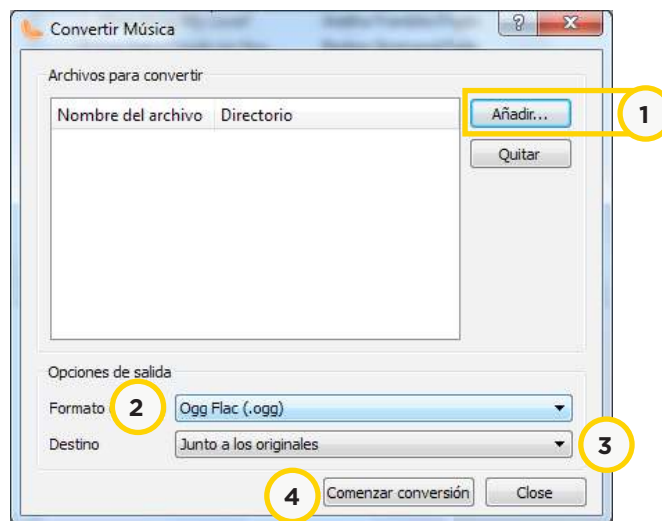 Convertir Música
Archivos para convertir
Nombre del archivo Directorio
Añadir...
1
Quitar
Opciones de salida
Formato
2
Ogg Flac (.ogg)
Destino
Junto a los originales
3
4
Comenzar conversión
Close